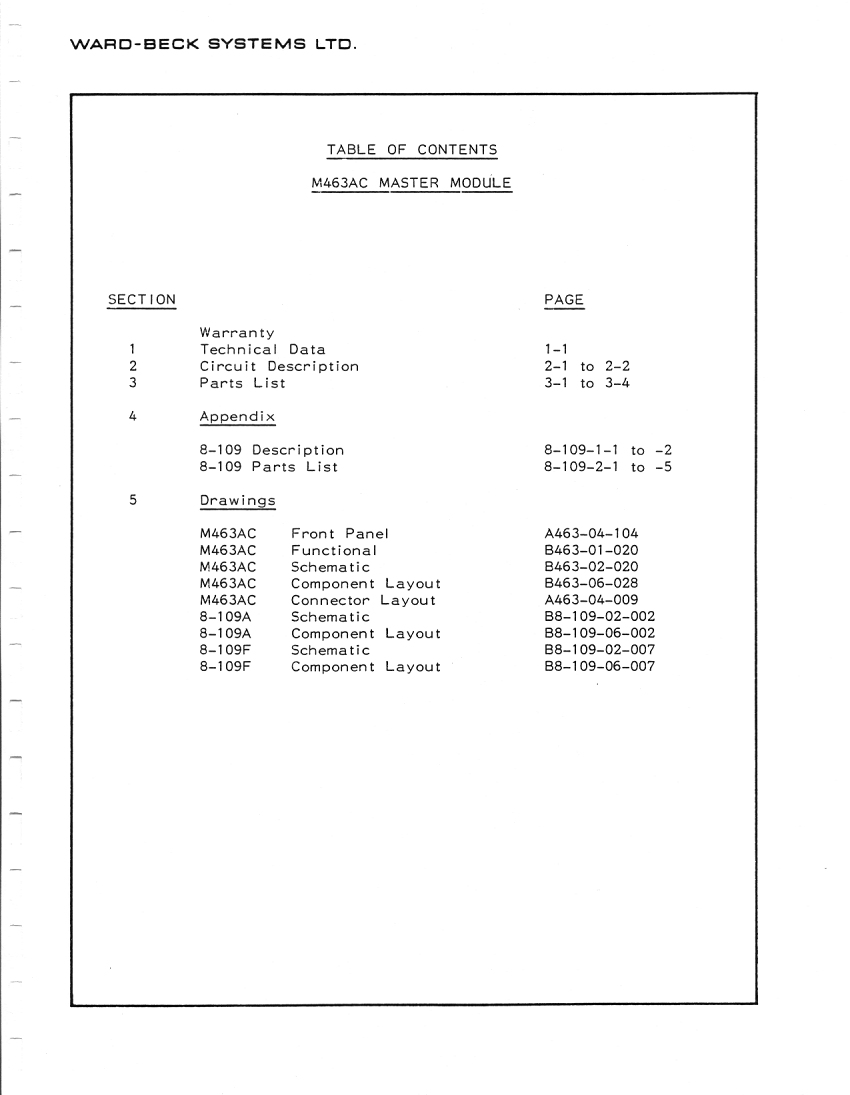 WARD-BECK SYSTEMS LTD.
TABLE OF CONTENTS
M463AC MASTER MODULE
SECTION PAGE
Warranty
1 Technical Data 1-1
2 Circuit Description 2-1 to 2-2
3 Parts List 3-1 to 3-4
4 Appendix
8-109 Description 8-109-1-1 to -2
8-109 Parts List 8-109-2-1 to -5
5 Drawings
M463AC Front Panel A463-04-104
M463AC Functional B463-01-020
M463AC Schematic B463-02-020
M463AC Component Layout B463-06-028
M463AC Connector Layout A463-04-009
8-109A Schematic B8-109-02-002
8-109A Component Layout B8-109-06-002
8-109F Schematic B8-109-02-007
8-109F Component Layout B8-109-06-007